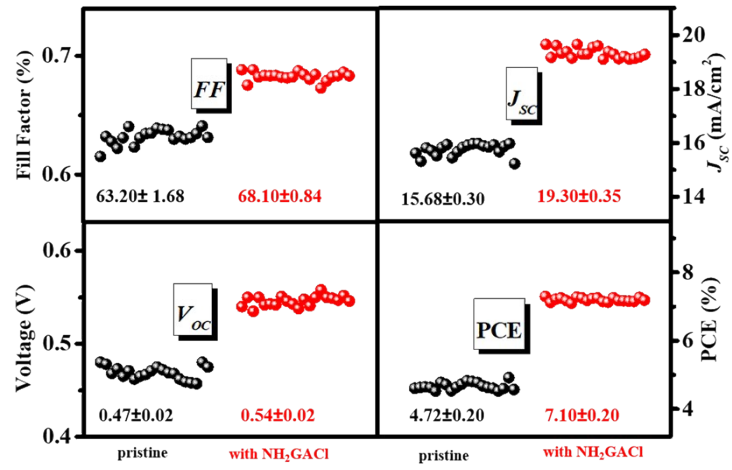 Fill Factor (%)
0.7
0.6
FF
63.20± 1.68
68.10±0.84
J_SC
15.68±0.30
19.30±0.35
20
18
16
14
J_SC (mA/cm²)
Voltage (V)
0.6
0.5
0.4
V_OC
0.47±0.02
0.54±0.02
PCE
4.72±0.20
7.10±0.20
8
6
4
PCE (%)
pristine
with NH₂GACl
pristine
with NH₂GACl